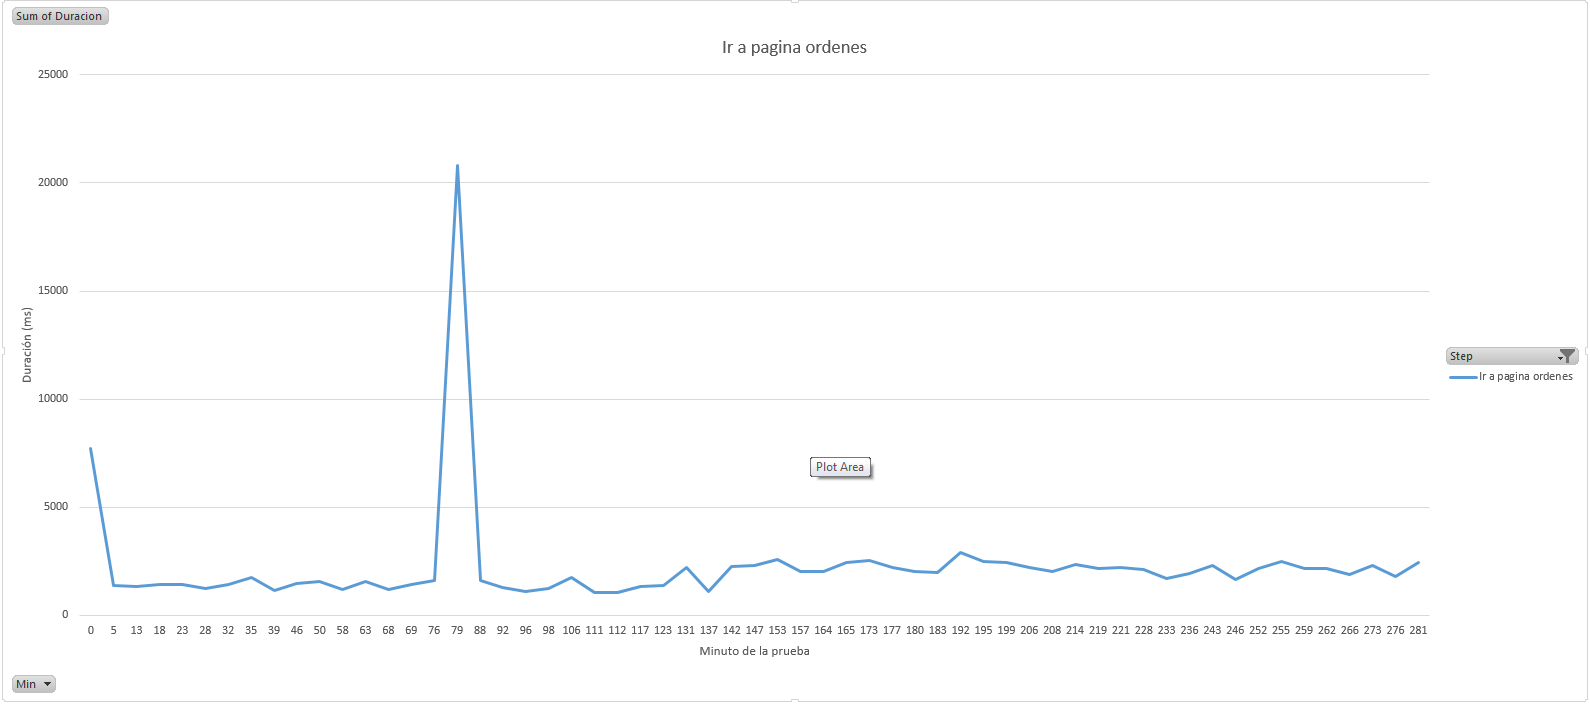 Sum of Duracion
Ir a pagina ordenes
25000
20000
15000
10000
5000
0
Duración (ms)
Plot Area
Step
Ir a pagina ordenes
0 5 13 18 23 28 32 35 39 46 50 58 63 68 69 76 79 88 92 96 98 106 111 112 117 123 131 137 142 147 153 157 164 165 173 177 180 183 192 195 199 206 208 214 219 221 228 233 236 243 246 252 255 259 262 266 273 276 281
Minuto de la prueba
Min